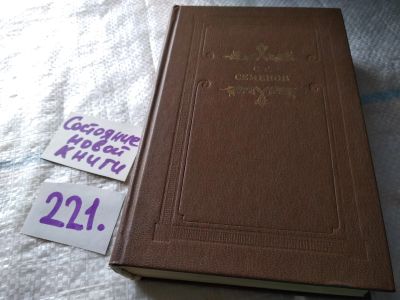 С. Т.
СЕМЕНОВ
Состояние
новой
книги
221.